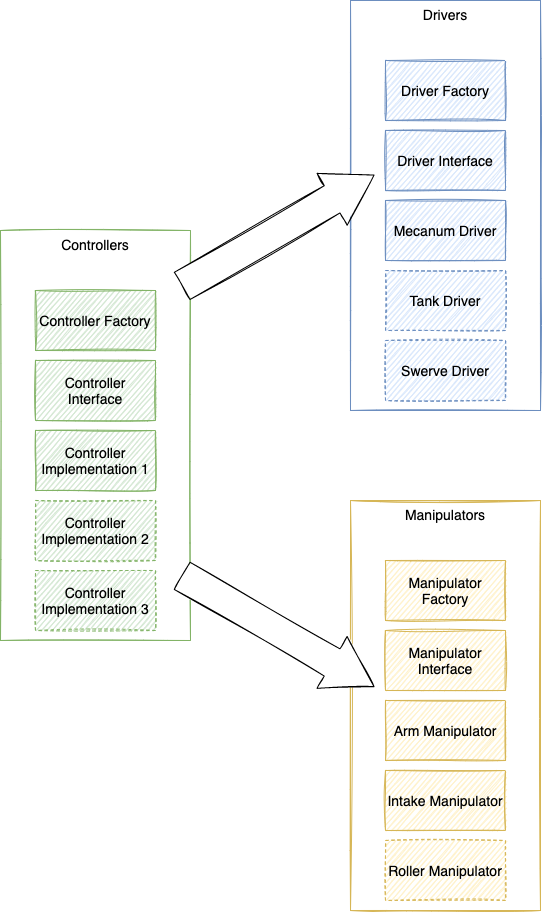 Drivers
Driver Factory
Driver Interface
Mecanum Driver
Tank Driver
Swerve Driver
Controllers
Controller Factory
Controller
Interface
Controller
Implementation 1
Controller
Implementation 2
Controller
Implementation 3
Manipulators
Manipulator
Factory
Manipulator
Interface
Arm Manipulator
Intake Manipulator
Roller Manipulator